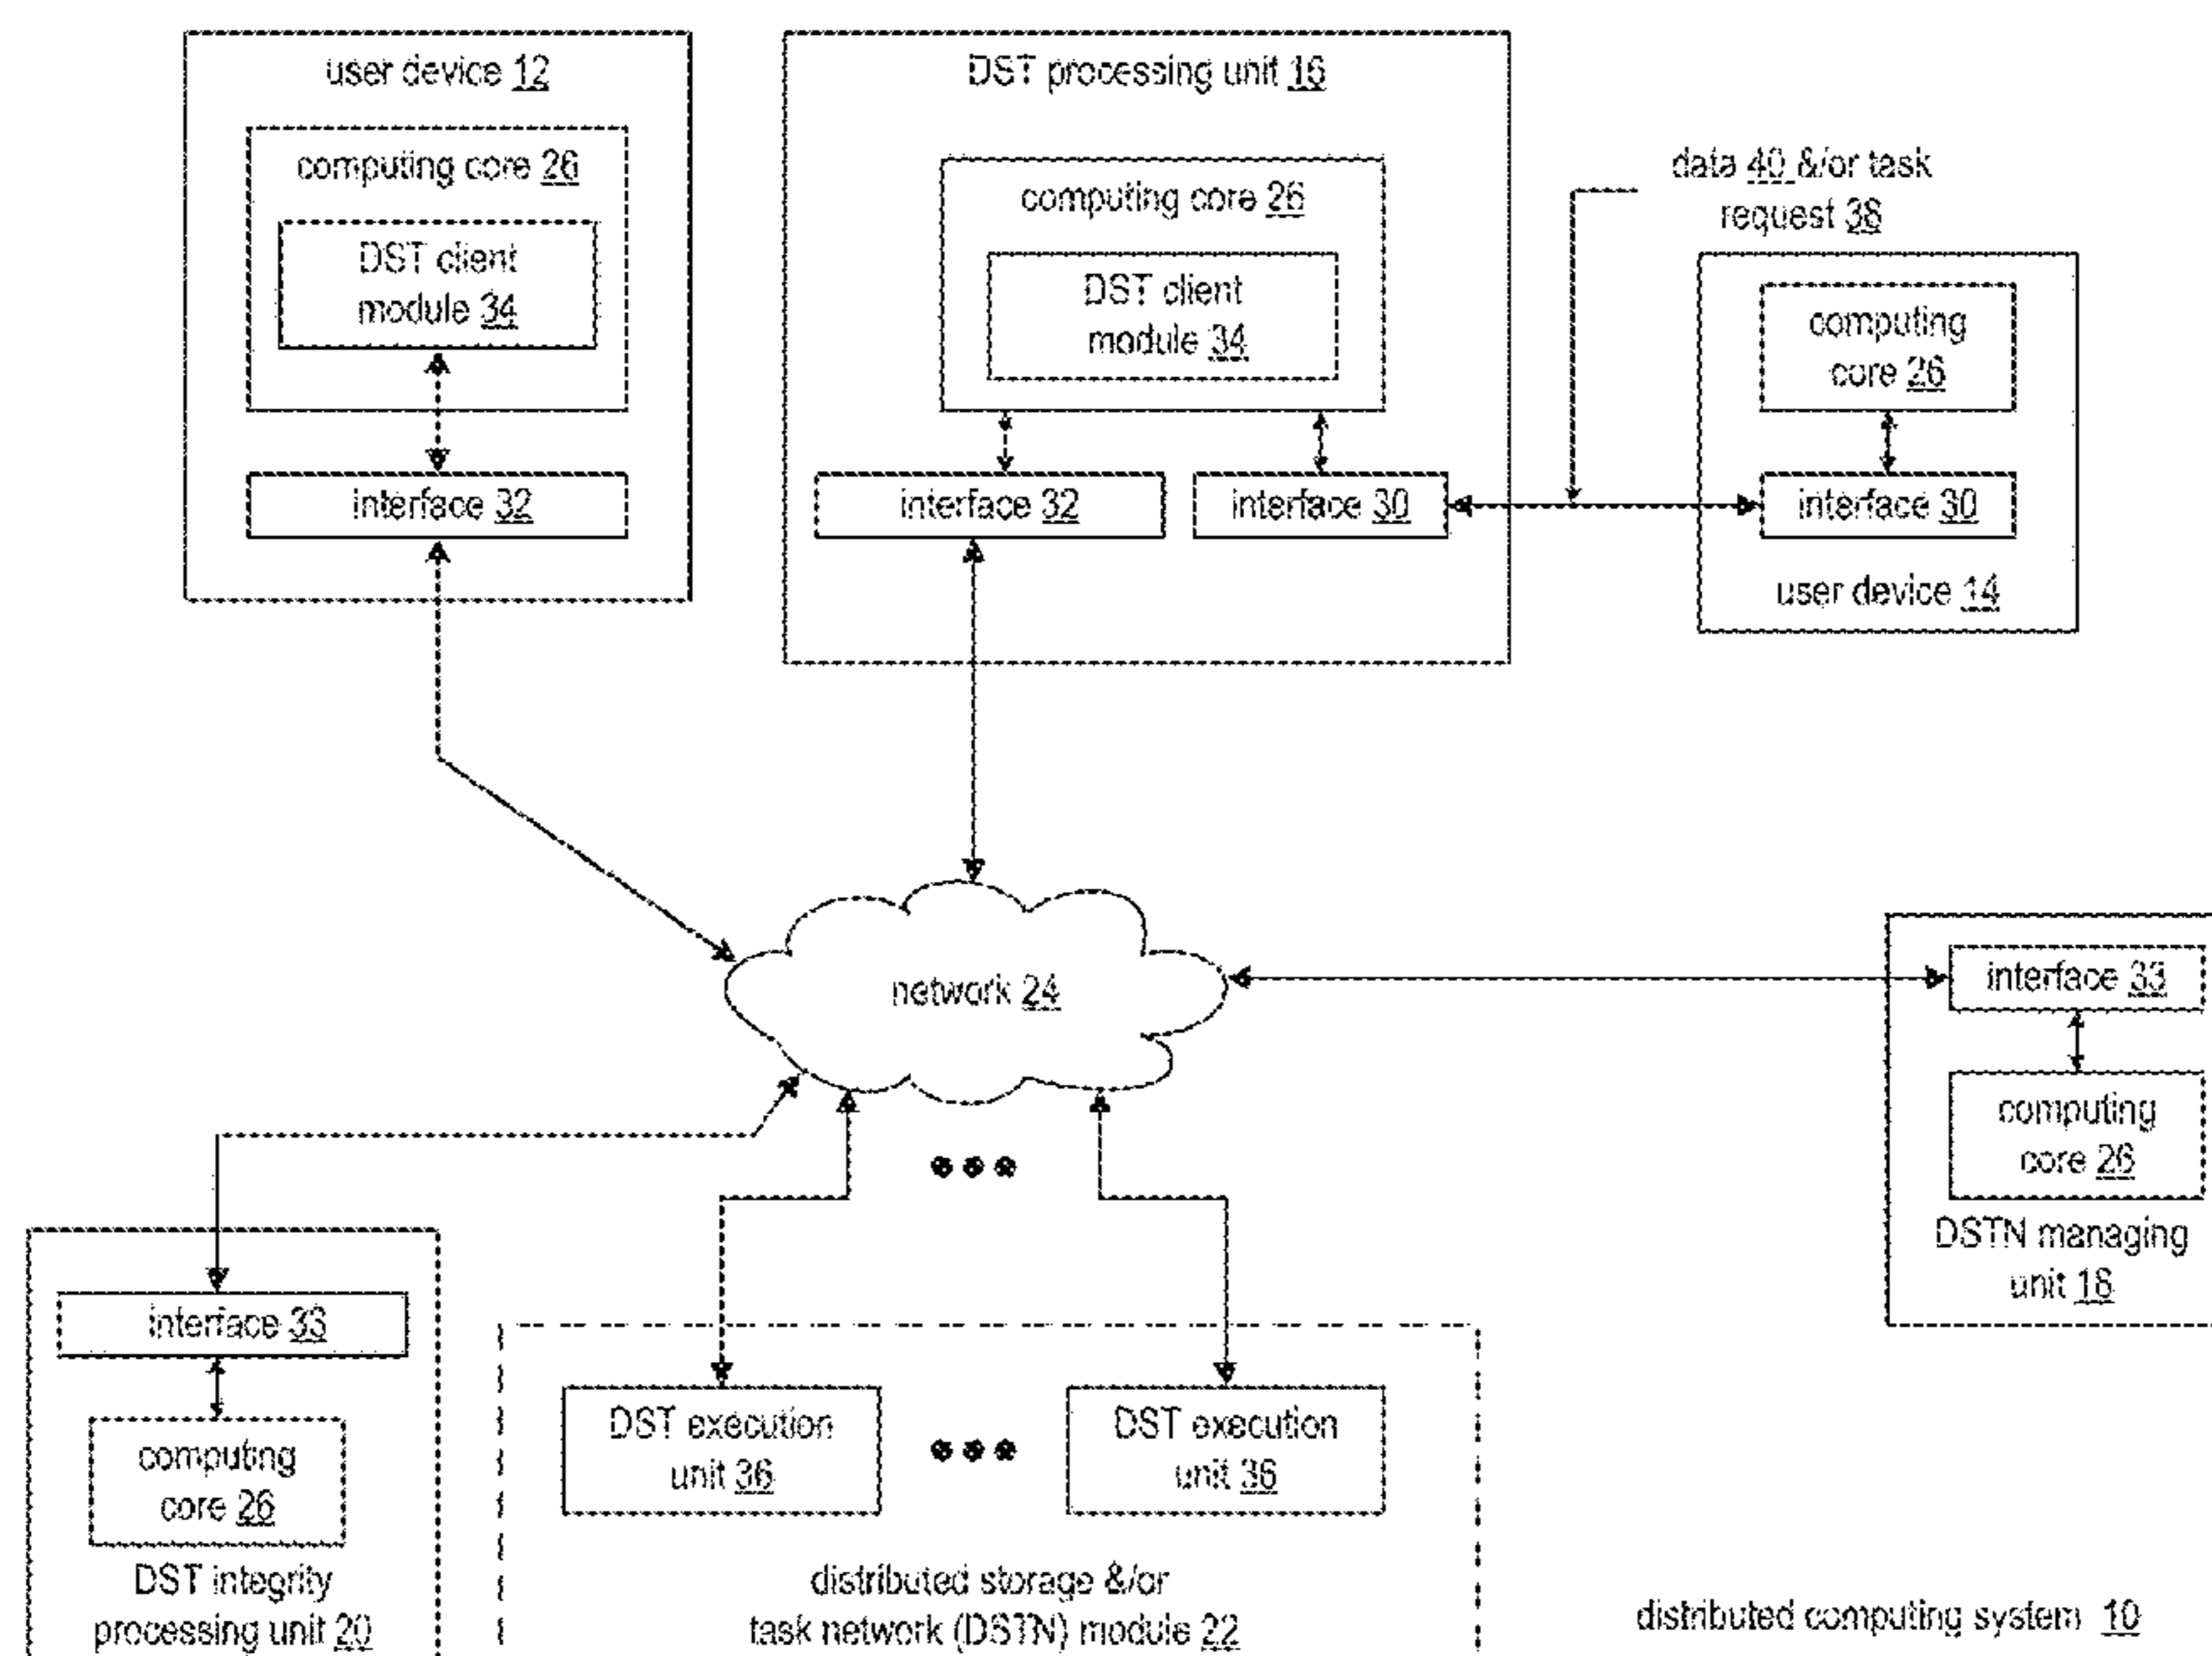 user device 12
computing core 26
DST client
module 34
interface 32
DST processing unit 16
computing core 26
DST client
module 34
interface 32
interface 30
data 40 &/or task
request 38
computing
core 26
interface 30
user device 14
network 24
interface 33
computing
core 26
DSTN managing
unit 18
interface 33
computing
core 26
DST integrity
processing unit 20
DST execution
unit 36
DST execution
unit 36
distributed storage &/or
task network (DSTN) module 22
distributed computing system 10